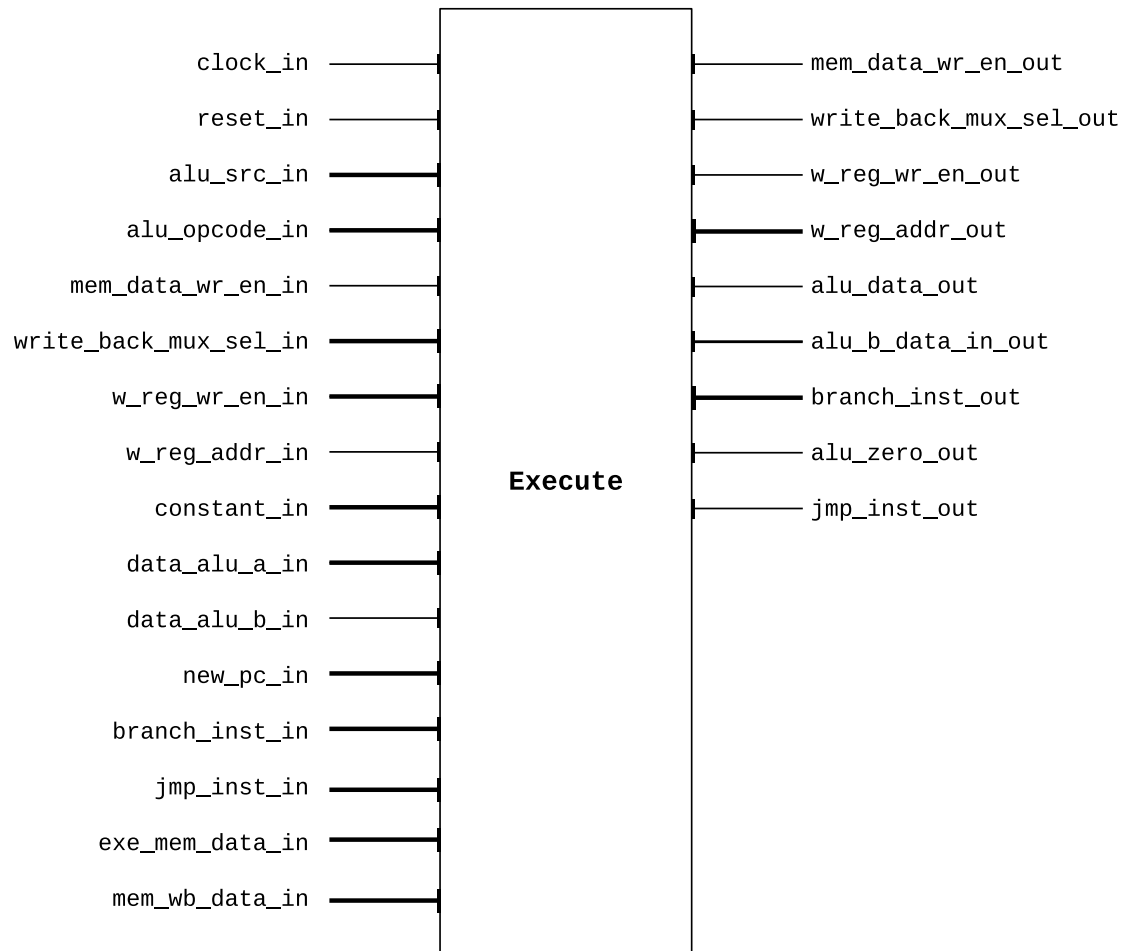 clock_in
reset_in
alu_src_in
alu_opcode_in
mem_data_wr_en_in
write_back_mux_sel_in
w_reg_wr_en_in
w_reg_addr_in
constant_in
data_alu_a_in
data_alu_b_in
new_pc_in
branch_inst_in
jmp_inst_in
exe_mem_data_in
mem_wb_data_in
Execute
mem_data_wr_en_out
write_back_mux_sel_out
w_reg_wr_en_out
w_reg_addr_out
alu_data_out
alu_b_data_in_out
branch_inst_out
alu_zero_out
jmp_inst_out